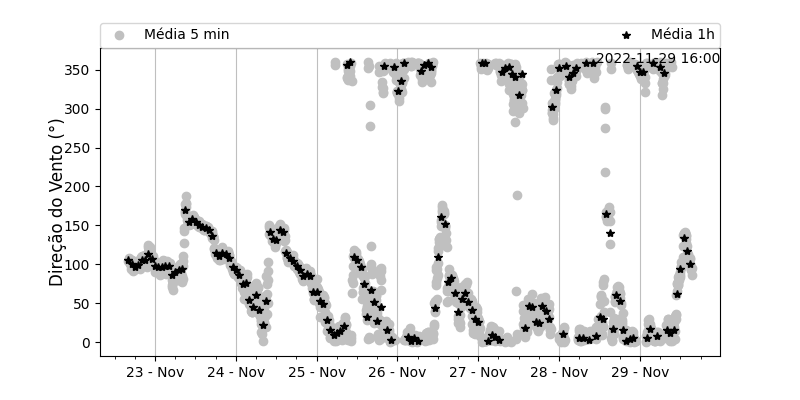 Média 5 min
Média 1h
2022-11-29 16:00
Direção do Vento (°)
350
300
250
200
150
100
50
0
23 - Nov
24 - Nov
25 - Nov
26 - Nov
27 - Nov
28 - Nov
29 - Nov